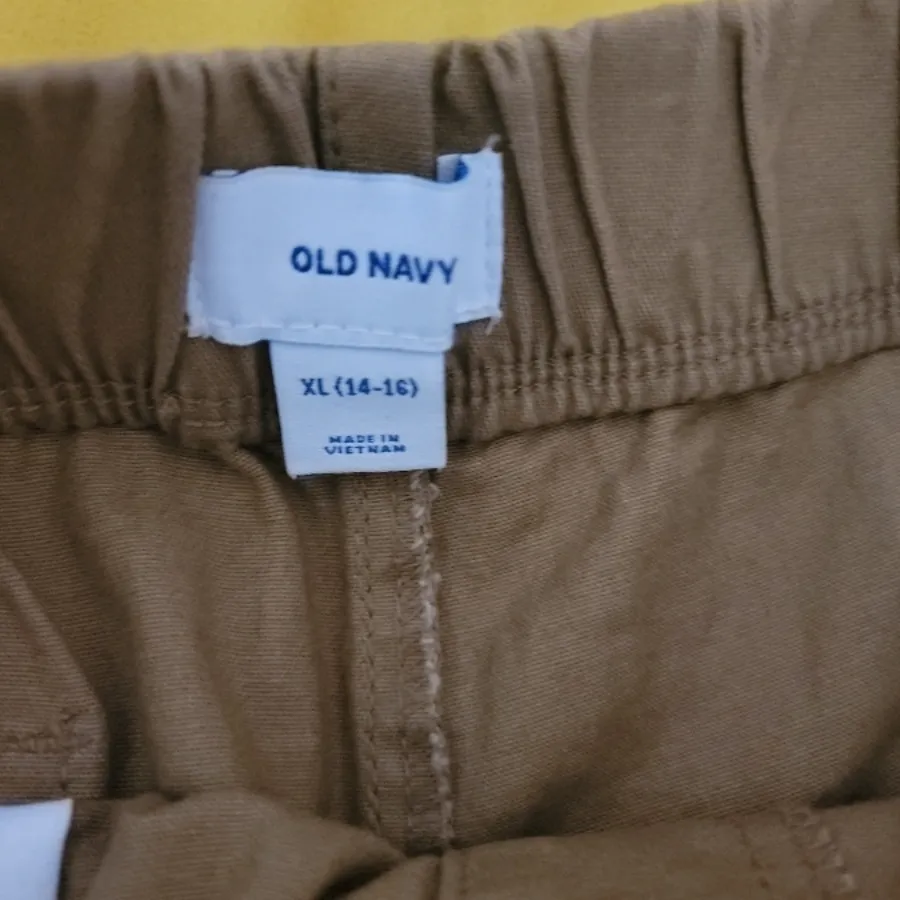 OLD NAVY
XL (14-16)
MADE IN
VIETNAM